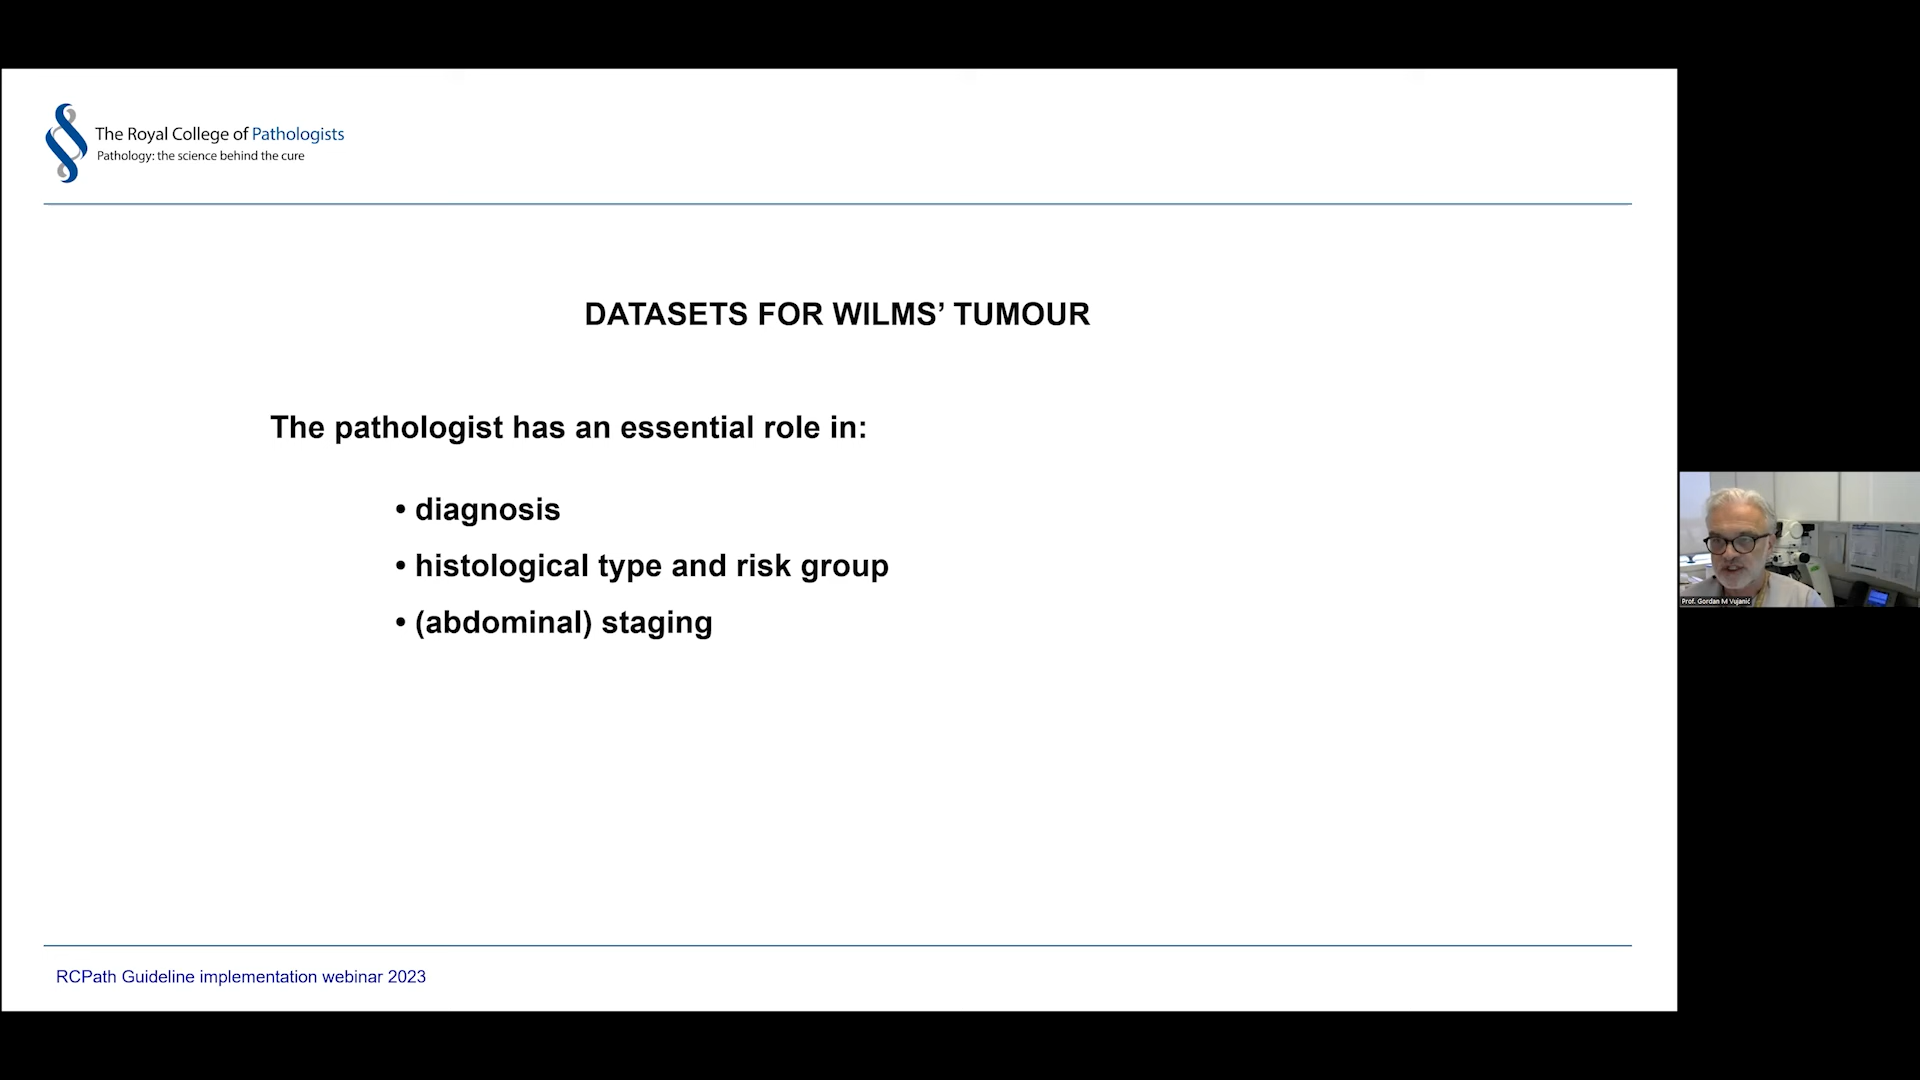 The Royal College of Pathologists
Pathology: the science behind the cure
DATASETS FOR WILMS’ TUMOUR
The pathologist has an essential role in:
• diagnosis
• histological type and risk group
• (abdominal) staging
Prof. Gordan M Vujanić
RCPath Guideline implementation webinar 2023